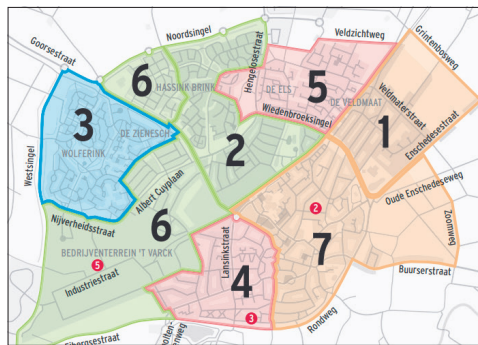 Noordsingel
Veldzichtweg
Grintenbosweg
Goorsestraat
Hengelosestraat
6
HASSINK-BRINK
DE ELS
5
DE VELDMAAT
Veldmaterstraat
1
Enschedesestraat
3
DE ZIENESCH
WOLFERINK
Wiedenbroeksingel
2
Westsingel
Albert Cuyplaan
Oude Enschedeseweg
2
Zoomweg
Nijverheidsstraat
6
BEDRIJVENTERREIN 'T VARCK
7
5
Lansinkstraat
Industriestraat
4
Buurserstraat
3
Rondweg